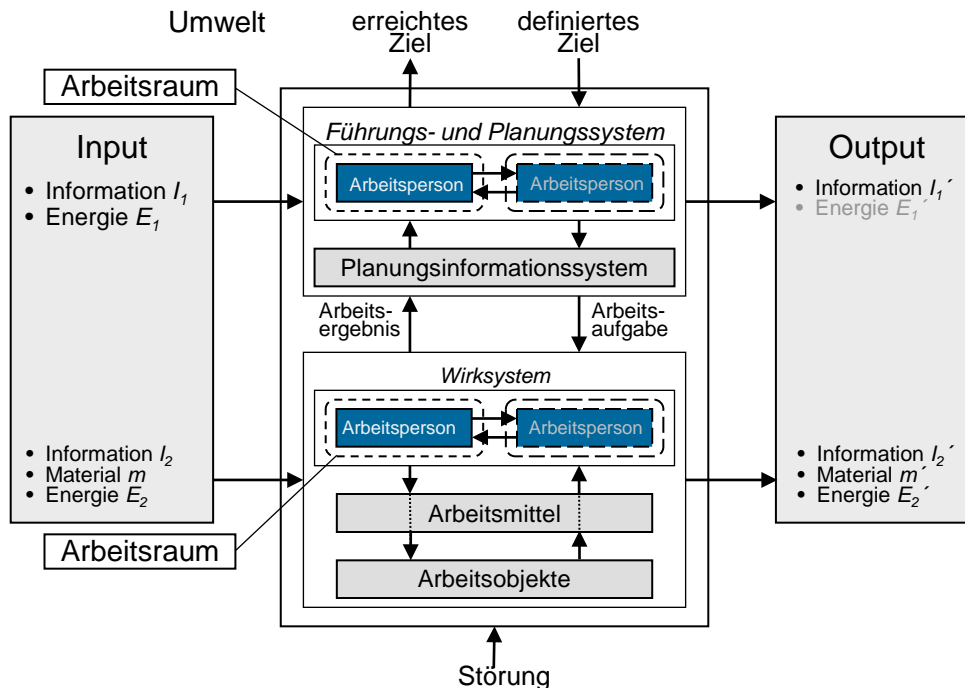 Umwelt
erreichtes
Ziel
definiertes
Ziel
Arbeitsraum
Input
• Information I₁
• Energie E₁
Führungs- und Planungssystem
Arbeitsperson
Arbeitsperson
Planungsinformationssystem
Output
• Information I₁´
• Energie E₁´
Arbeits-
ergebnis
Arbeits-
aufgabe
Wirksystem
Arbeitsperson
Arbeitsperson
• Information I₂
• Material m
• Energie E₂
• Information I₂´
• Material m´
• Energie E₂´
Arbeitsmittel
Arbeitsraum
Arbeitsobjekte
Störung